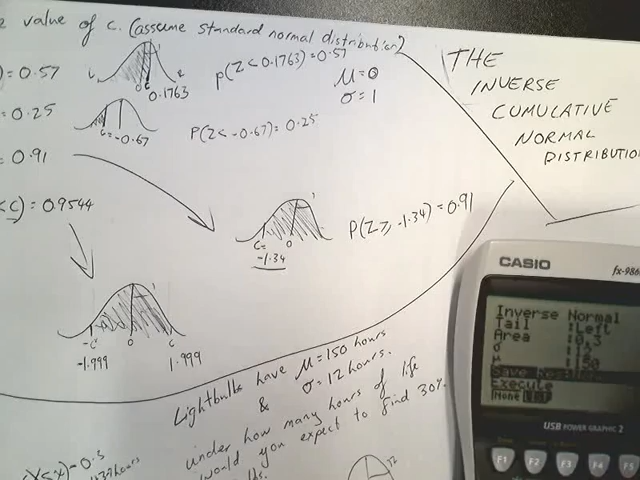 e value of c. (assume standard normal distribution)
) = 0.57
0.1763
P(Z < 0.1763) = 0.57
μ = 0
σ = 1
= 0.25
c = -0.67
P(Z < -0.67) = 0.25
= 0.91
C=
-1.34
0
P(Z ≥ -1.34) = 0.91
< c) = 0.9544
-c
0
c
-1.999
1.999
THE
INVERSE
CUMULATIVE
NORMAL
DISTRIBUTION
Lightbulbs have μ = 150 hours
& σ = 12 hours.
under how many hours of life
would you expect to find 30%
CASIO
fx-986
Inverse Normal
Tail :Left
Area :0.3
σ :12
μ :150
Execute
None
USB POWER GRAPHIC 2
F1 F2 F3 F4 F5